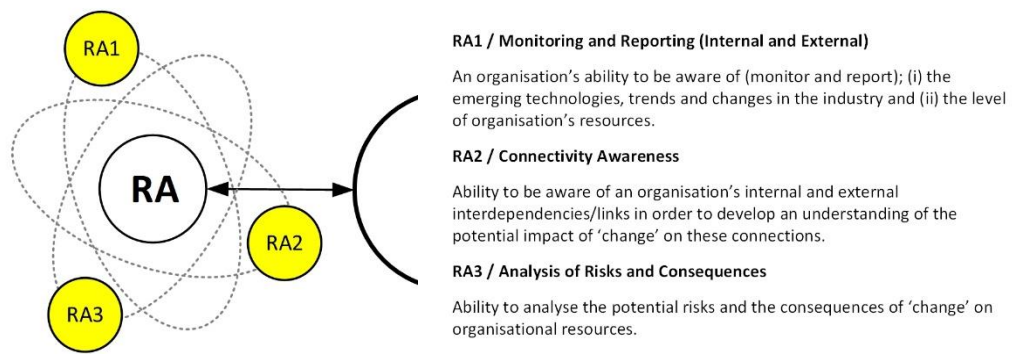 RA1
RA
RA2
RA3
RA1 / Monitoring and Reporting (Internal and External)
An organisation’s ability to be aware of (monitor and report); (i) the
emerging technologies, trends and changes in the industry and (ii) the level
of organisation’s resources.
RA2 / Connectivity Awareness
Ability to be aware of an organisation’s internal and external
interdependencies/links in order to develop an understanding of the
potential impact of ‘change’ on these connections.
RA3 / Analysis of Risks and Consequences
Ability to analyse the potential risks and the consequences of ‘change’ on
organisational resources.